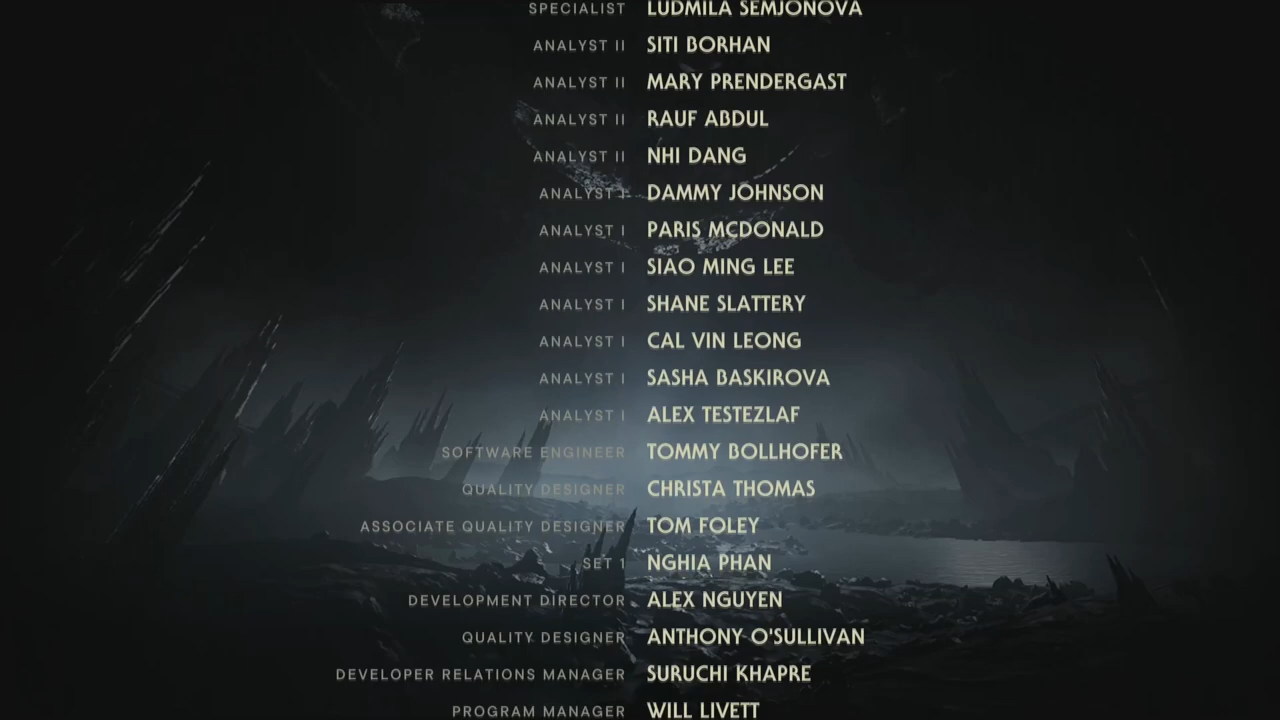 SPECIALIST LUDMILA SEMJONOVA
ANALYST II SITI BORHAN
ANALYST II MARY PRENDERGAST
ANALYST II RAUF ABDUL
ANALYST II NHI DANG
ANALYST I DAMMY JOHNSON
ANALYST I PARIS MCDONALD
ANALYST I SIAO MING LEE
ANALYST I SHANE SLATTERY
ANALYST I CAL VIN LEONG
ANALYST I SASHA BASKIROVA
ANALYST I ALEX TESTEZLAF
SOFTWARE ENGINEER TOMMY BOLLHOFER
QUALITY DESIGNER CHRISTA THOMAS
ASSOCIATE QUALITY DESIGNER TOM FOLEY
SET 1 NGHIA PHAN
DEVELOPMENT DIRECTOR ALEX NGUYEN
QUALITY DESIGNER ANTHONY O'SULLIVAN
DEVELOPER RELATIONS MANAGER SURUCHI KHAPRE
PROGRAM MANAGER WILL LIVETT